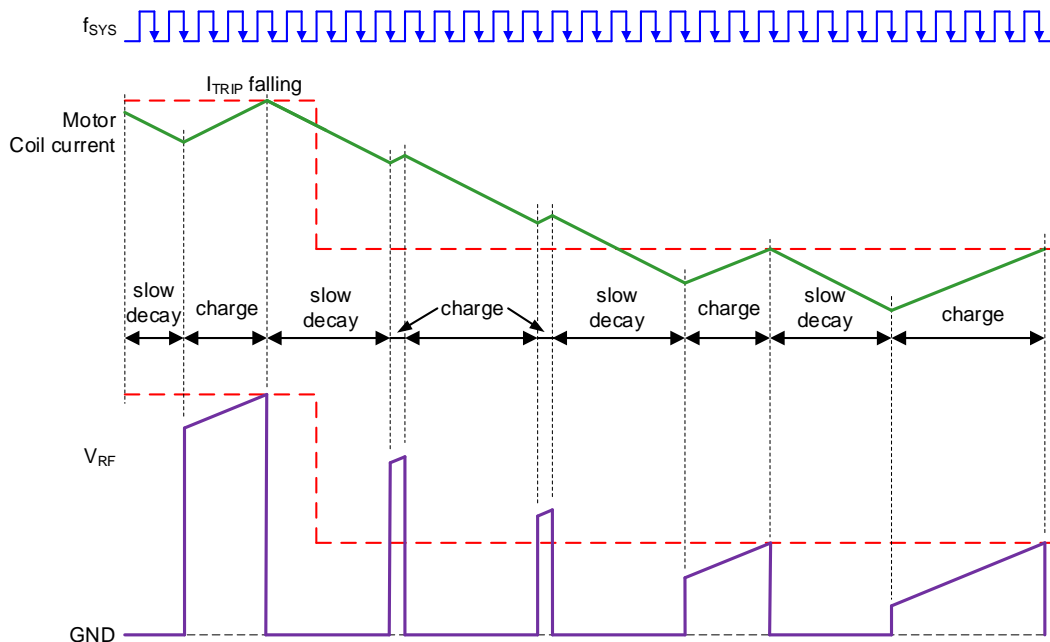 fSYS
ITRIP falling
Motor
Coil current
slow
decay
charge
slow
decay
charge
slow
decay
charge
slow
decay
charge
VRF
GND